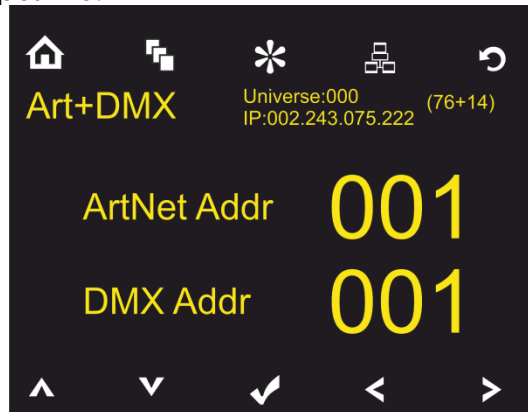 Art+DMX
Universe:000
IP:002.243.075.222
(76+14)
ArtNet Addr 001
DMX Addr 001